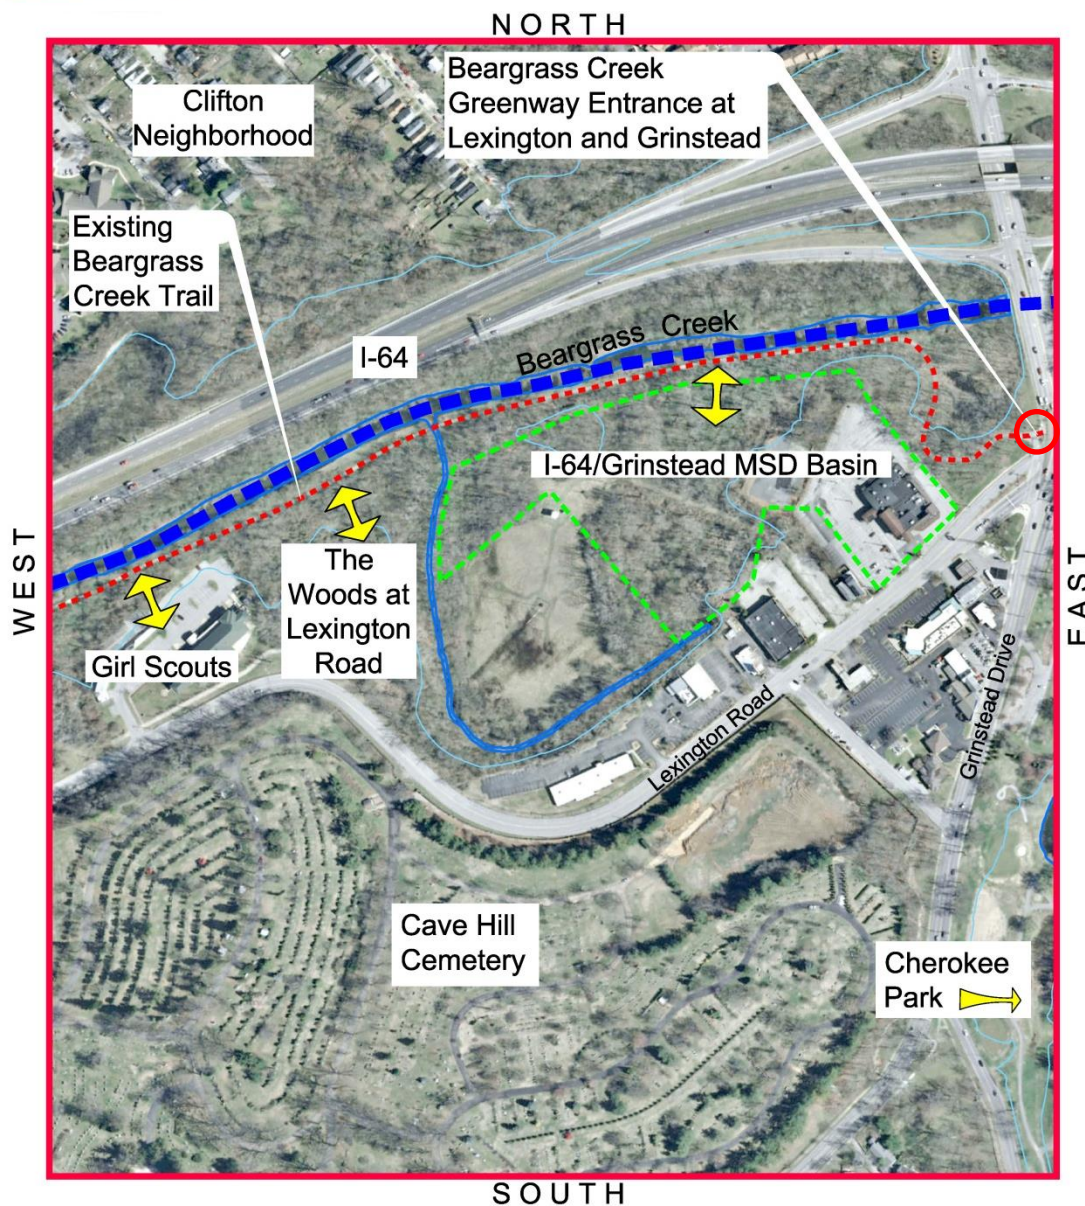 NORTH
Clifton
Neighborhood
Beargrass Creek
Greenway Entrance at
Lexington and Grinstead
Existing
Beargrass
Creek Trail
I-64
Beargrass Creek
I-64/Grinstead MSD Basin
WEST
EAST
The
Woods at
Lexington
Road
Girl Scouts
Lexington Road
Grinstead Drive
Cave Hill
Cemetery
Cherokee
Park
SOUTH